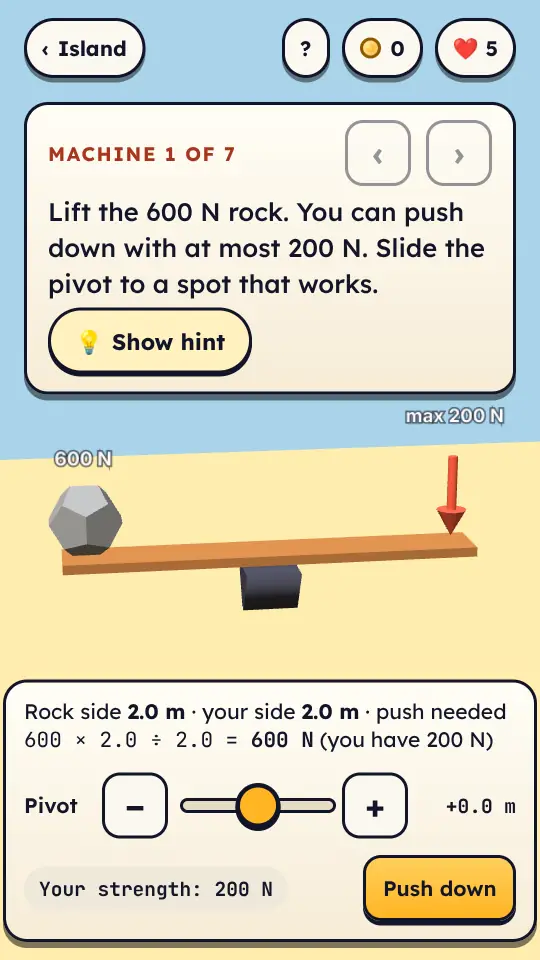 ‹ Island
?
0
5
MACHINE 1 OF 7
‹
›
Lift the 600 N rock. You can push
down with at most 200 N. Slide the
pivot to a spot that works.
Show hint
max 200 N
600 N
Rock side 2.0 m · your side 2.0 m · push needed
600 × 2.0 ÷ 2.0 = 600 N (you have 200 N)
Pivot
−
+
+0.0 m
Your strength: 200 N
Push down